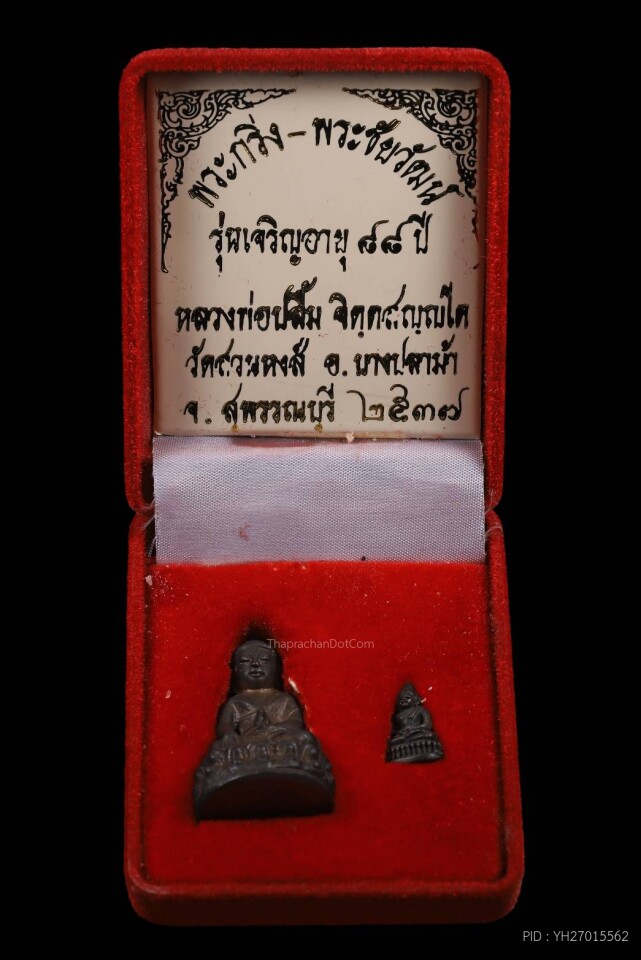 พระกริ่ง - พระชัยวัฒน์
รุ่นเจริญอายุ ๘๘ ปี
หลวงพ่อปลื้ม จิตฺตสญฺญโต
วัดสวนหงส์ อ. บางปลาม้า
จ. สุพรรณบุรี ๒๕๓๗
ThaprachanDotCom
PID : YH27015562